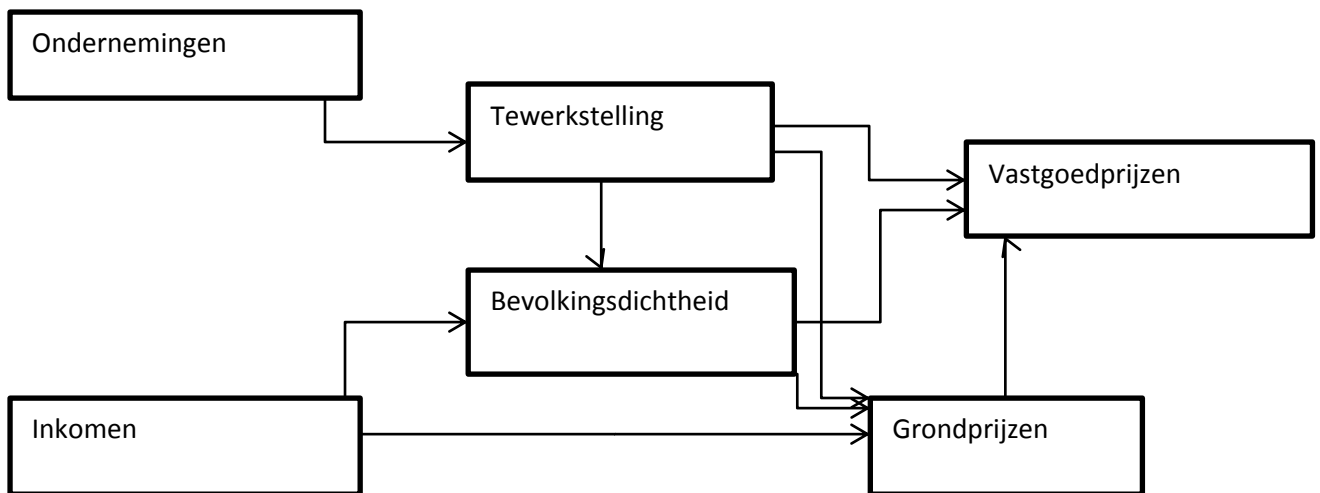 Ondernemingen
Tewerkstelling
Vastgoedprijzen
Bevolkingsdichtheid
Inkomen
Grondprijzen